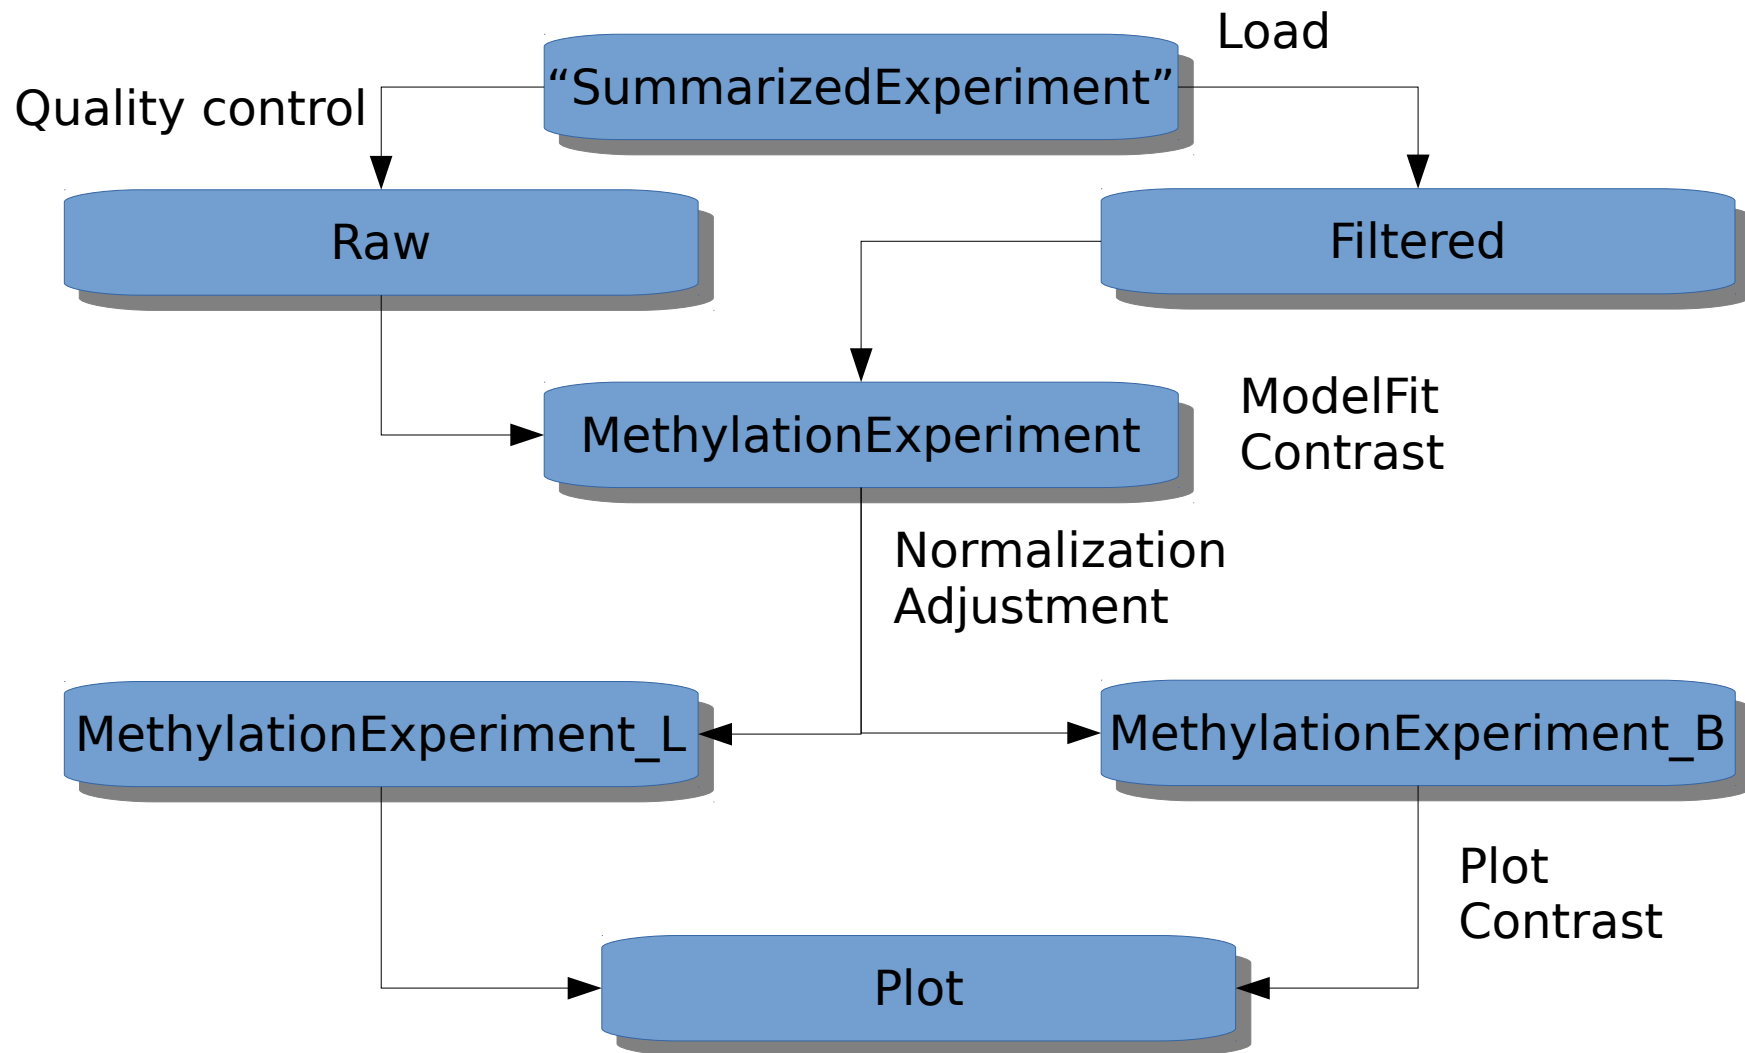 Load
“SummarizedExperiment”
Quality control
Raw
Filtered
ModelFit
Contrast
MethylationExperiment
Normalization
Adjustment
MethylationExperiment_L
MethylationExperiment_B
Plot
Contrast
Plot